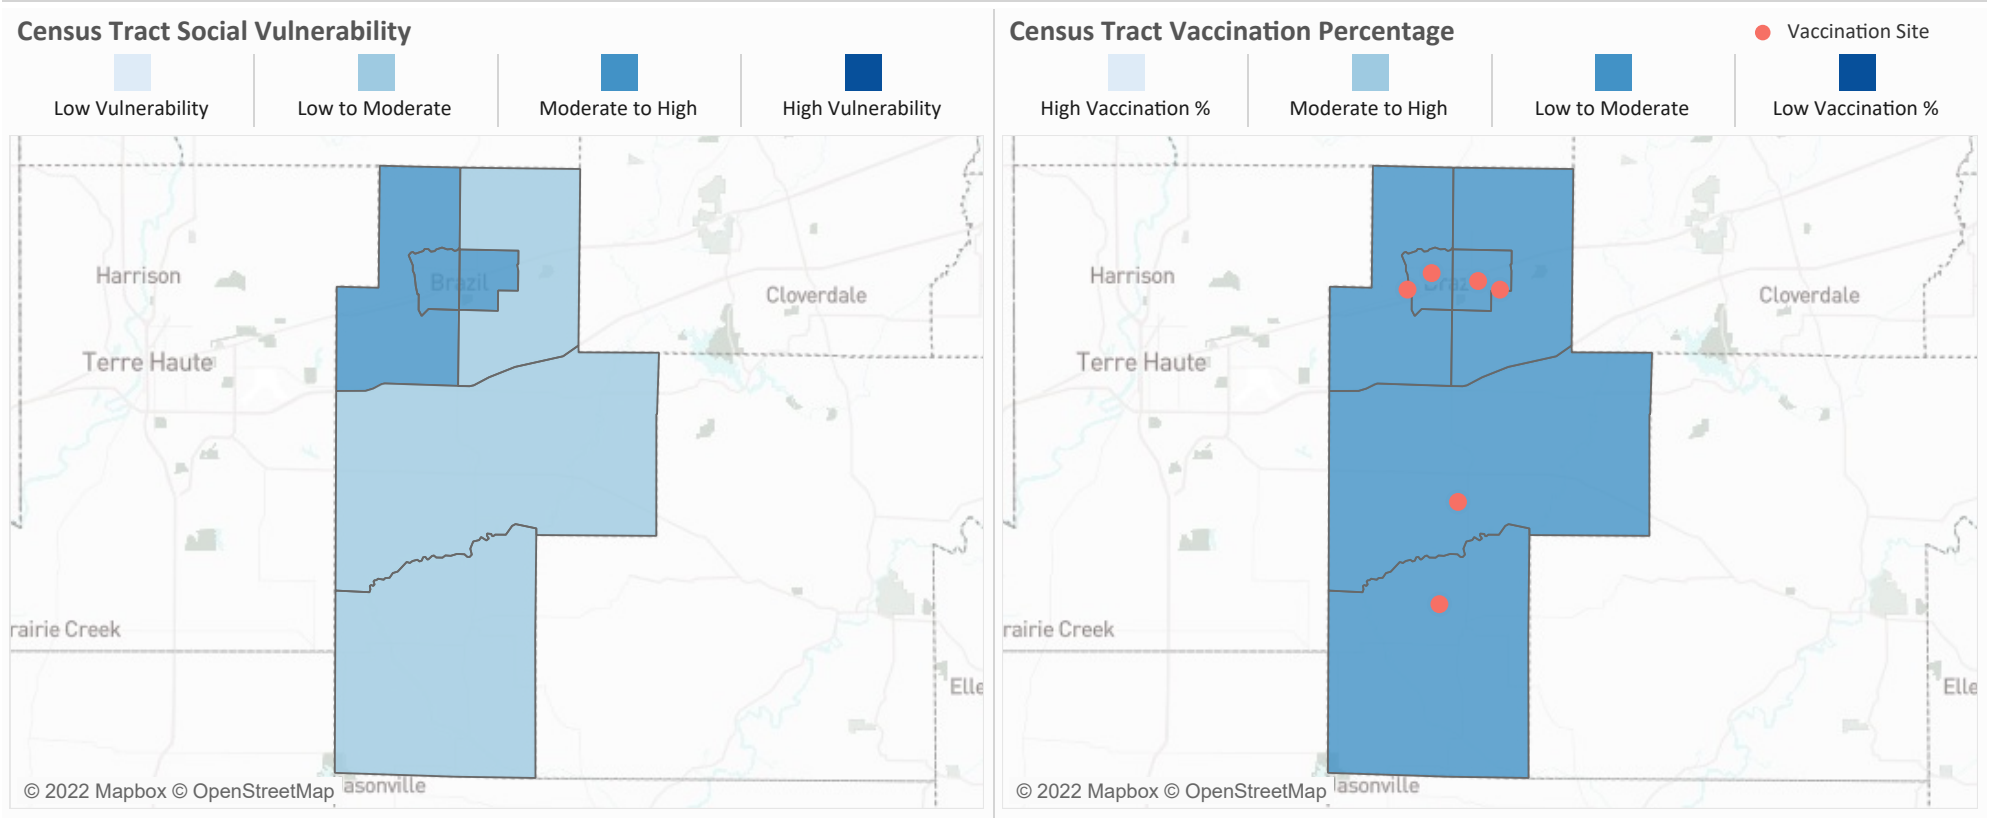 Census Tract Social Vulnerability
Low Vulnerability
Low to Moderate
Moderate to High
High Vulnerability
Harrison
Brazil
Cloverdale
Terre Haute
rairie Creek
Elle
asonville
© 2022 Mapbox © OpenStreetMap
Census Tract Vaccination Percentage
Vaccination Site
High Vaccination %
Moderate to High
Low to Moderate
Low Vaccination %
Harrison
Braz
Cloverdale
Terre Haute
rairie Creek
Elle
Jasonville
© 2022 Mapbox © OpenStreetMap